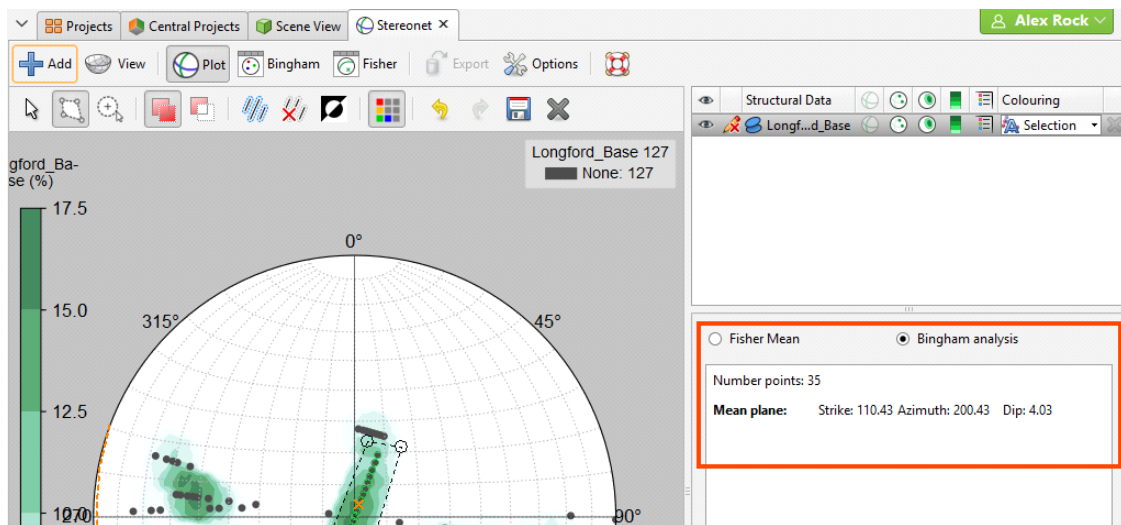 Projects Central Projects Scene View Stereonet Alex Rock
Add View Plot Bingham Fisher Export Options
Structural Data Colouring
Longf...d_Base Selection
gford_Ba-
se (%)
Longford_Base 127
None: 127
17.5
0°
15.0
315°
45°
Fisher Mean Bingham analysis
Number points: 35
Mean plane: Strike: 110.43 Azimuth: 200.43 Dip: 4.03
12.5
90°